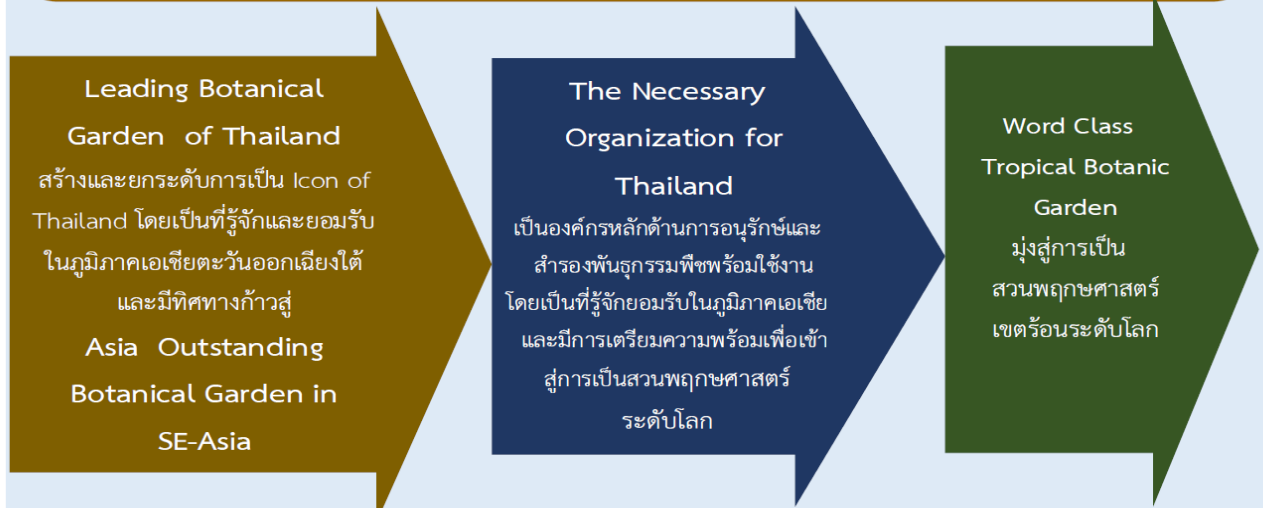 Leading Botanical
Garden of Thailand
สร้างและยกระดับการเป็น Icon of
Thailand โดยเป็นที่รู้จักและยอมรับ
ในภูมิภาคเอเชียตะวันออกเฉียงใต้
และมีทิศทางก้าวสู่
Asia Outstanding
Botanical Garden in
SE-Asia
The Necessary
Organization for
Thailand
เป็นองค์กรหลักด้านการอนุรักษ์และ
สำรองพันธุกรรมพืชพร้อมใช้งาน
โดยเป็นที่รู้จักยอมรับในภูมิภาคเอเชีย
และมีการเตรียมความพร้อมเพื่อเข้า
สู่การเป็นสวนพฤกษศาสตร์
ระดับโลก
Word Class
Tropical Botanic
Garden
มุ่งสู่การเป็น
สวนพฤกษศาสตร์
เขตร้อนระดับโลก